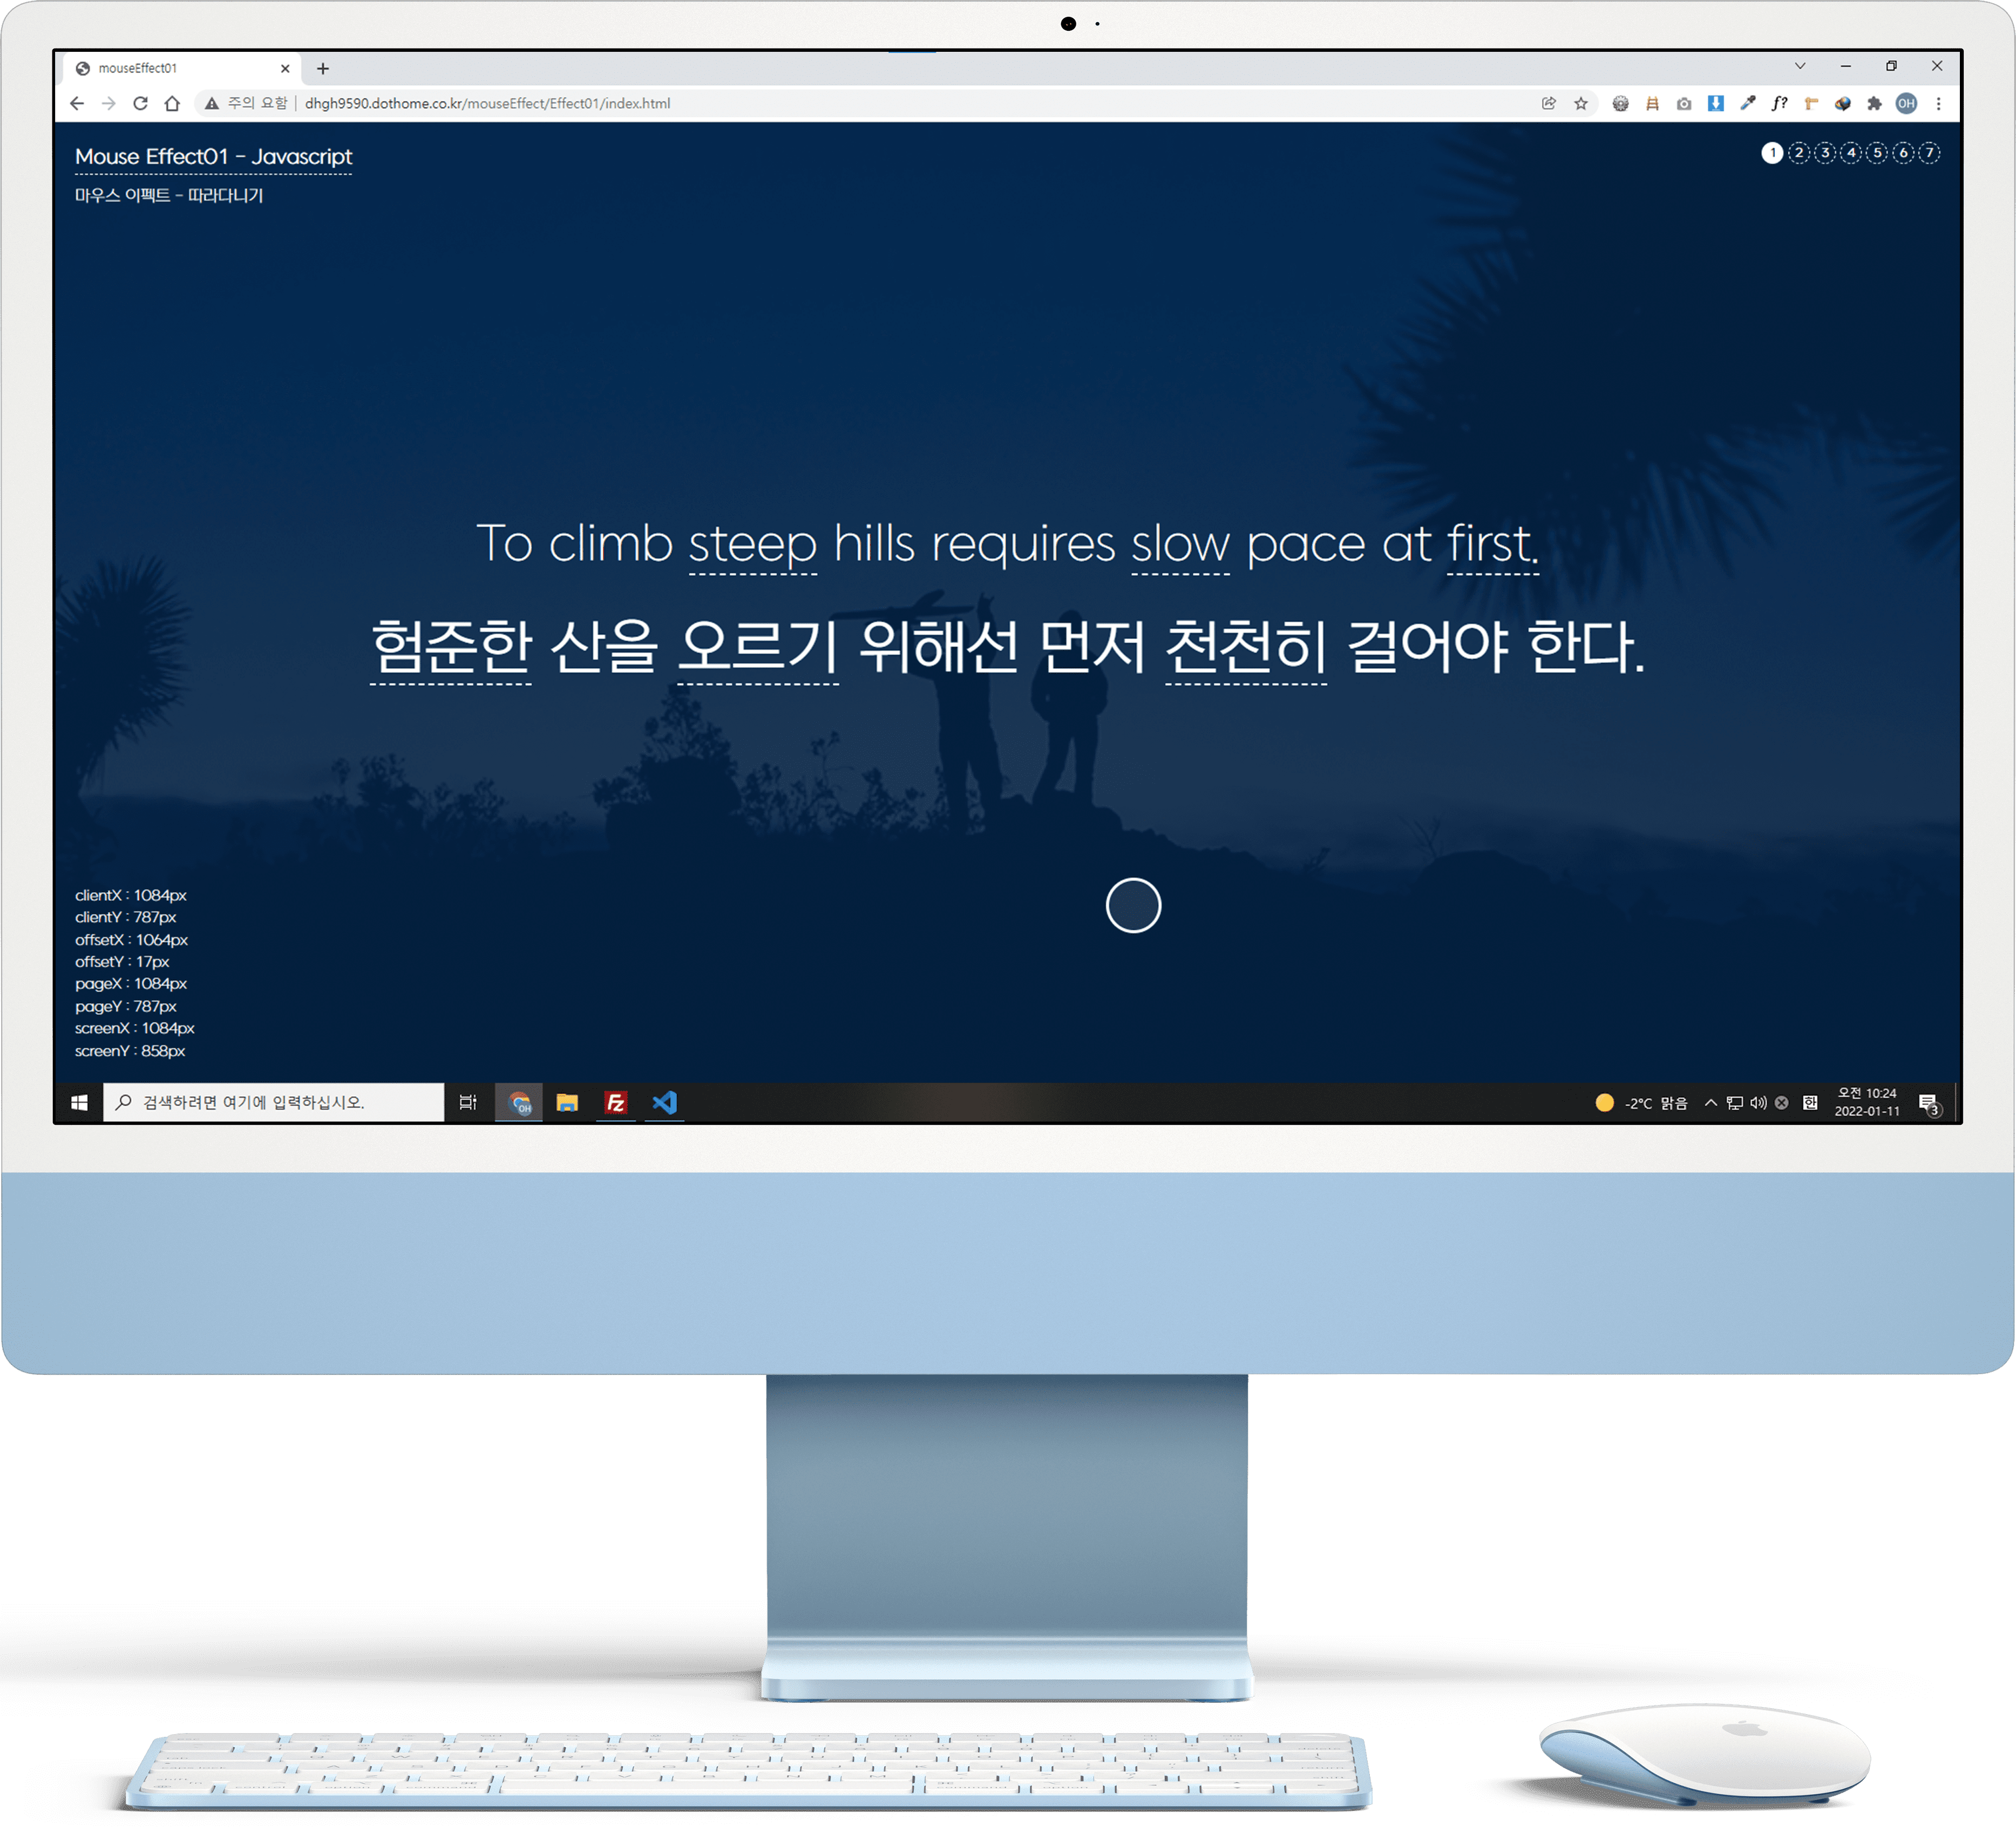 mouseEffect01
주의 요함 | dhgh9590.dothome.co.kr/mouseEffect/Effect01/index.html
f?
OH
Mouse Effect01 - Javascript
1 2 3 4 5 6 7
마우스 이펙트 - 따라다니기
To climb steep hills requires slow pace at first.
험준한 산을 오르기 위해선 먼저 천천히 걸어야 한다.
clientX : 1084px
clientY : 787px
offsetX : 1064px
offsetY : 17px
pageX : 1084px
pageY : 787px
screenX : 1084px
screenY : 858px
검색하려면 여기에 입력하십시오.
OH
Fz
-2°C 맑음
한
오전 10:24
2022-01-11
3